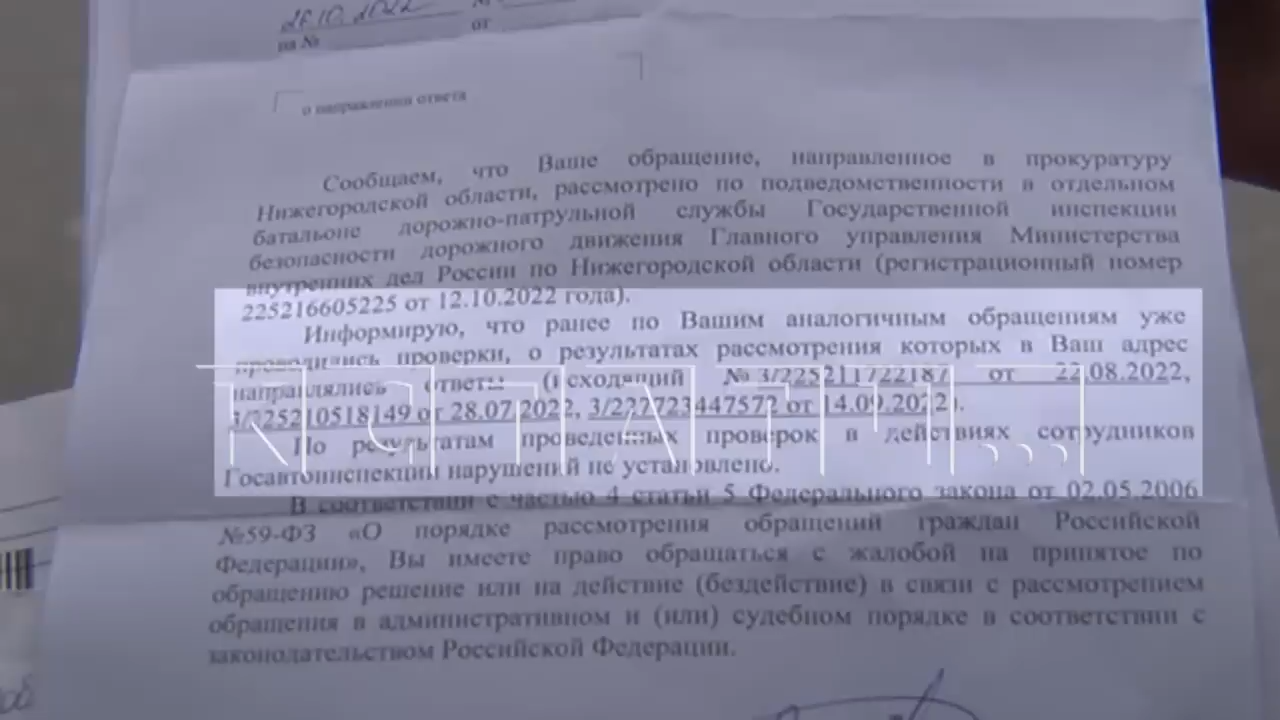 26.10.2022
на №
от
о направлении ответа
Сообщаем, что Ваше обращение, направленное в прокуратуру
Нижегородской области, рассмотрено по подведомственности в отдельном
батальоне дорожно-патрульной службы Государственной инспекции
безопасности дорожного движения Главного управления Министерства
внутренних дел России по Нижегородской области (регистрационный номер
225216605225 от 12.10.2022 года).
Информирую, что ранее по Вашим аналогичным обращениям уже
проводились проверки, о результатах рассмотрения которых в Ваш адрес
направлялись ответы (исходящий № 3/225211722187 от 22.08.2022,
3/225210518149 от 28.07.2022, 3/227723447572 от 14.09.2022).
По результатам проведенных проверок в действиях сотрудников
Госавтоинспекции нарушений не установлено.
В соответствии с частью 4 статьи 5 Федерального закона от 02.05.2006
№59-ФЗ «О порядке рассмотрения обращений граждан Российской
Федерации», Вы имеете право обращаться с жалобой на принятое по
обращению решение или на действие (бездействие) в связи с рассмотрением
обращения в административном и (или) судебном порядке в соответствии с
законодательством Российской Федерации.